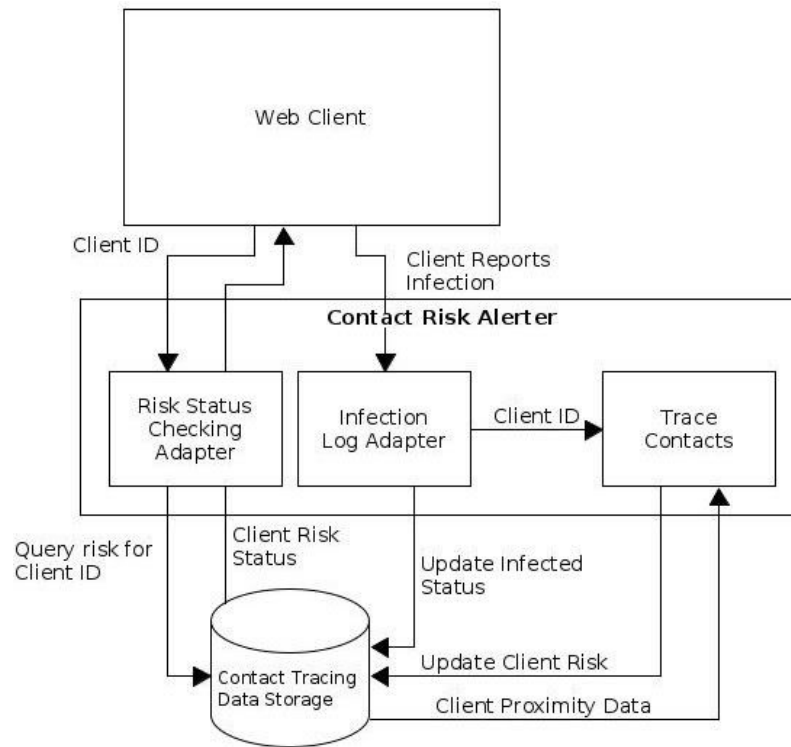 Web Client
Client ID
Client Reports
Infection
Contact Risk Alerter
Risk Status
Checking
Adapter
Infection
Log Adapter
Client ID
Trace
Contacts
Query risk for
Client ID
Client Risk
Status
Update Infected
Status
Contact Tracing
Data Storage
Update Client Risk
Client Proximity Data